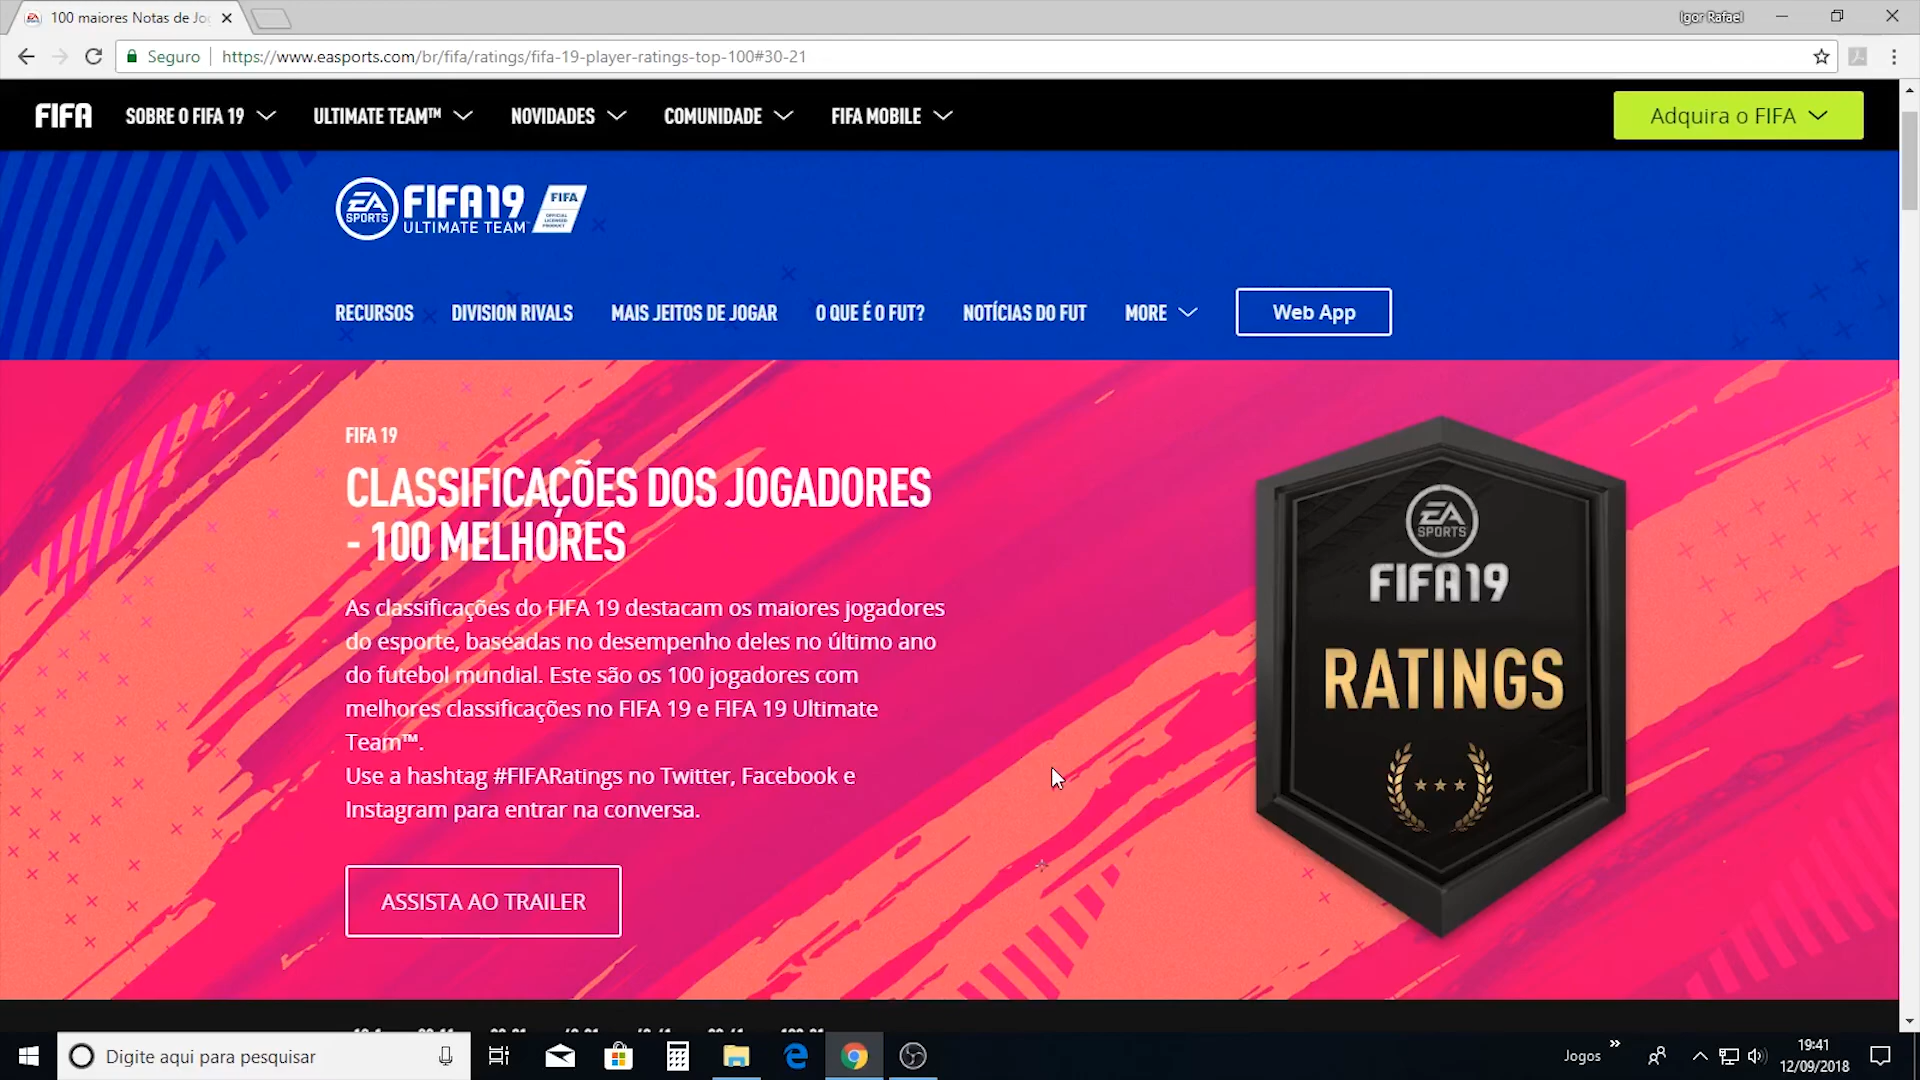 100 maiores Notas de Jo
Igor Rafael
Seguro
https://www.easports.com/br/fifa/ratings/fifa-19-player-ratings-top-100#30-21
FIFA
SOBRE O FIFA 19
ULTIMATE TEAM™
NOVIDADES
COMUNIDADE
FIFA MOBILE
Adquira o FIFA
EA SPORTS
FIFA19
ULTIMATE TEAM
FIFA
OFFICIAL LICENSED PRODUCT
RECURSOS
DIVISION RIVALS
MAIS JEITOS DE JOGAR
O QUE É O FUT?
NOTÍCIAS DO FUT
MORE
Web App
FIFA 19
CLASSIFICAÇÕES DOS JOGADORES
- 100 MELHORES
As classificações do FIFA 19 destacam os maiores jogadores
do esporte, baseadas no desempenho deles no último ano
do futebol mundial. Este são os 100 jogadores com
melhores classificações no FIFA 19 e FIFA 19 Ultimate
Team™.
Use a hashtag #FIFARatings no Twitter, Facebook e
Instagram para entrar na conversa.
ASSISTA AO TRAILER
EA SPORTS
FIFA19
RATINGS
Digite aqui para pesquisar
Jogos
19:41
12/09/2018